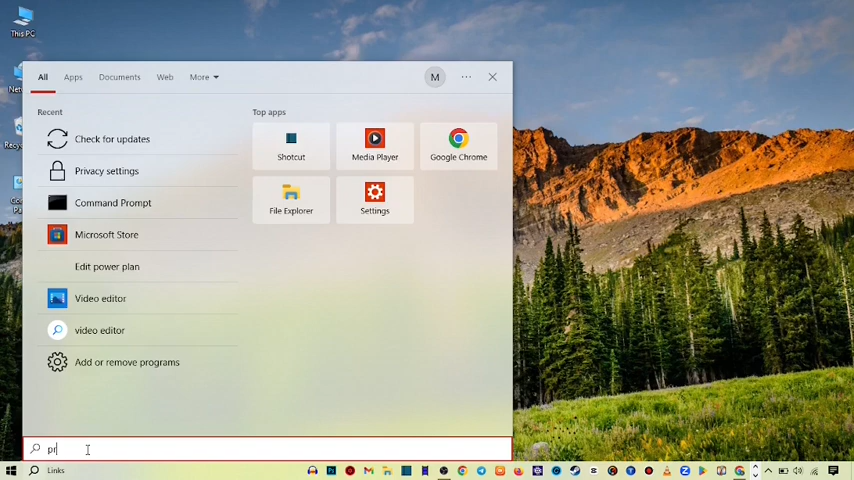 This PC
All
Apps
Documents
Web
More
M
Recent
Top apps
Check for updates
Privacy settings
Command Prompt
Microsoft Store
Edit power plan
Video editor
video editor
Add or remove programs
Shotcut
Media Player
Google Chrome
File Explorer
Settings
pr
Links